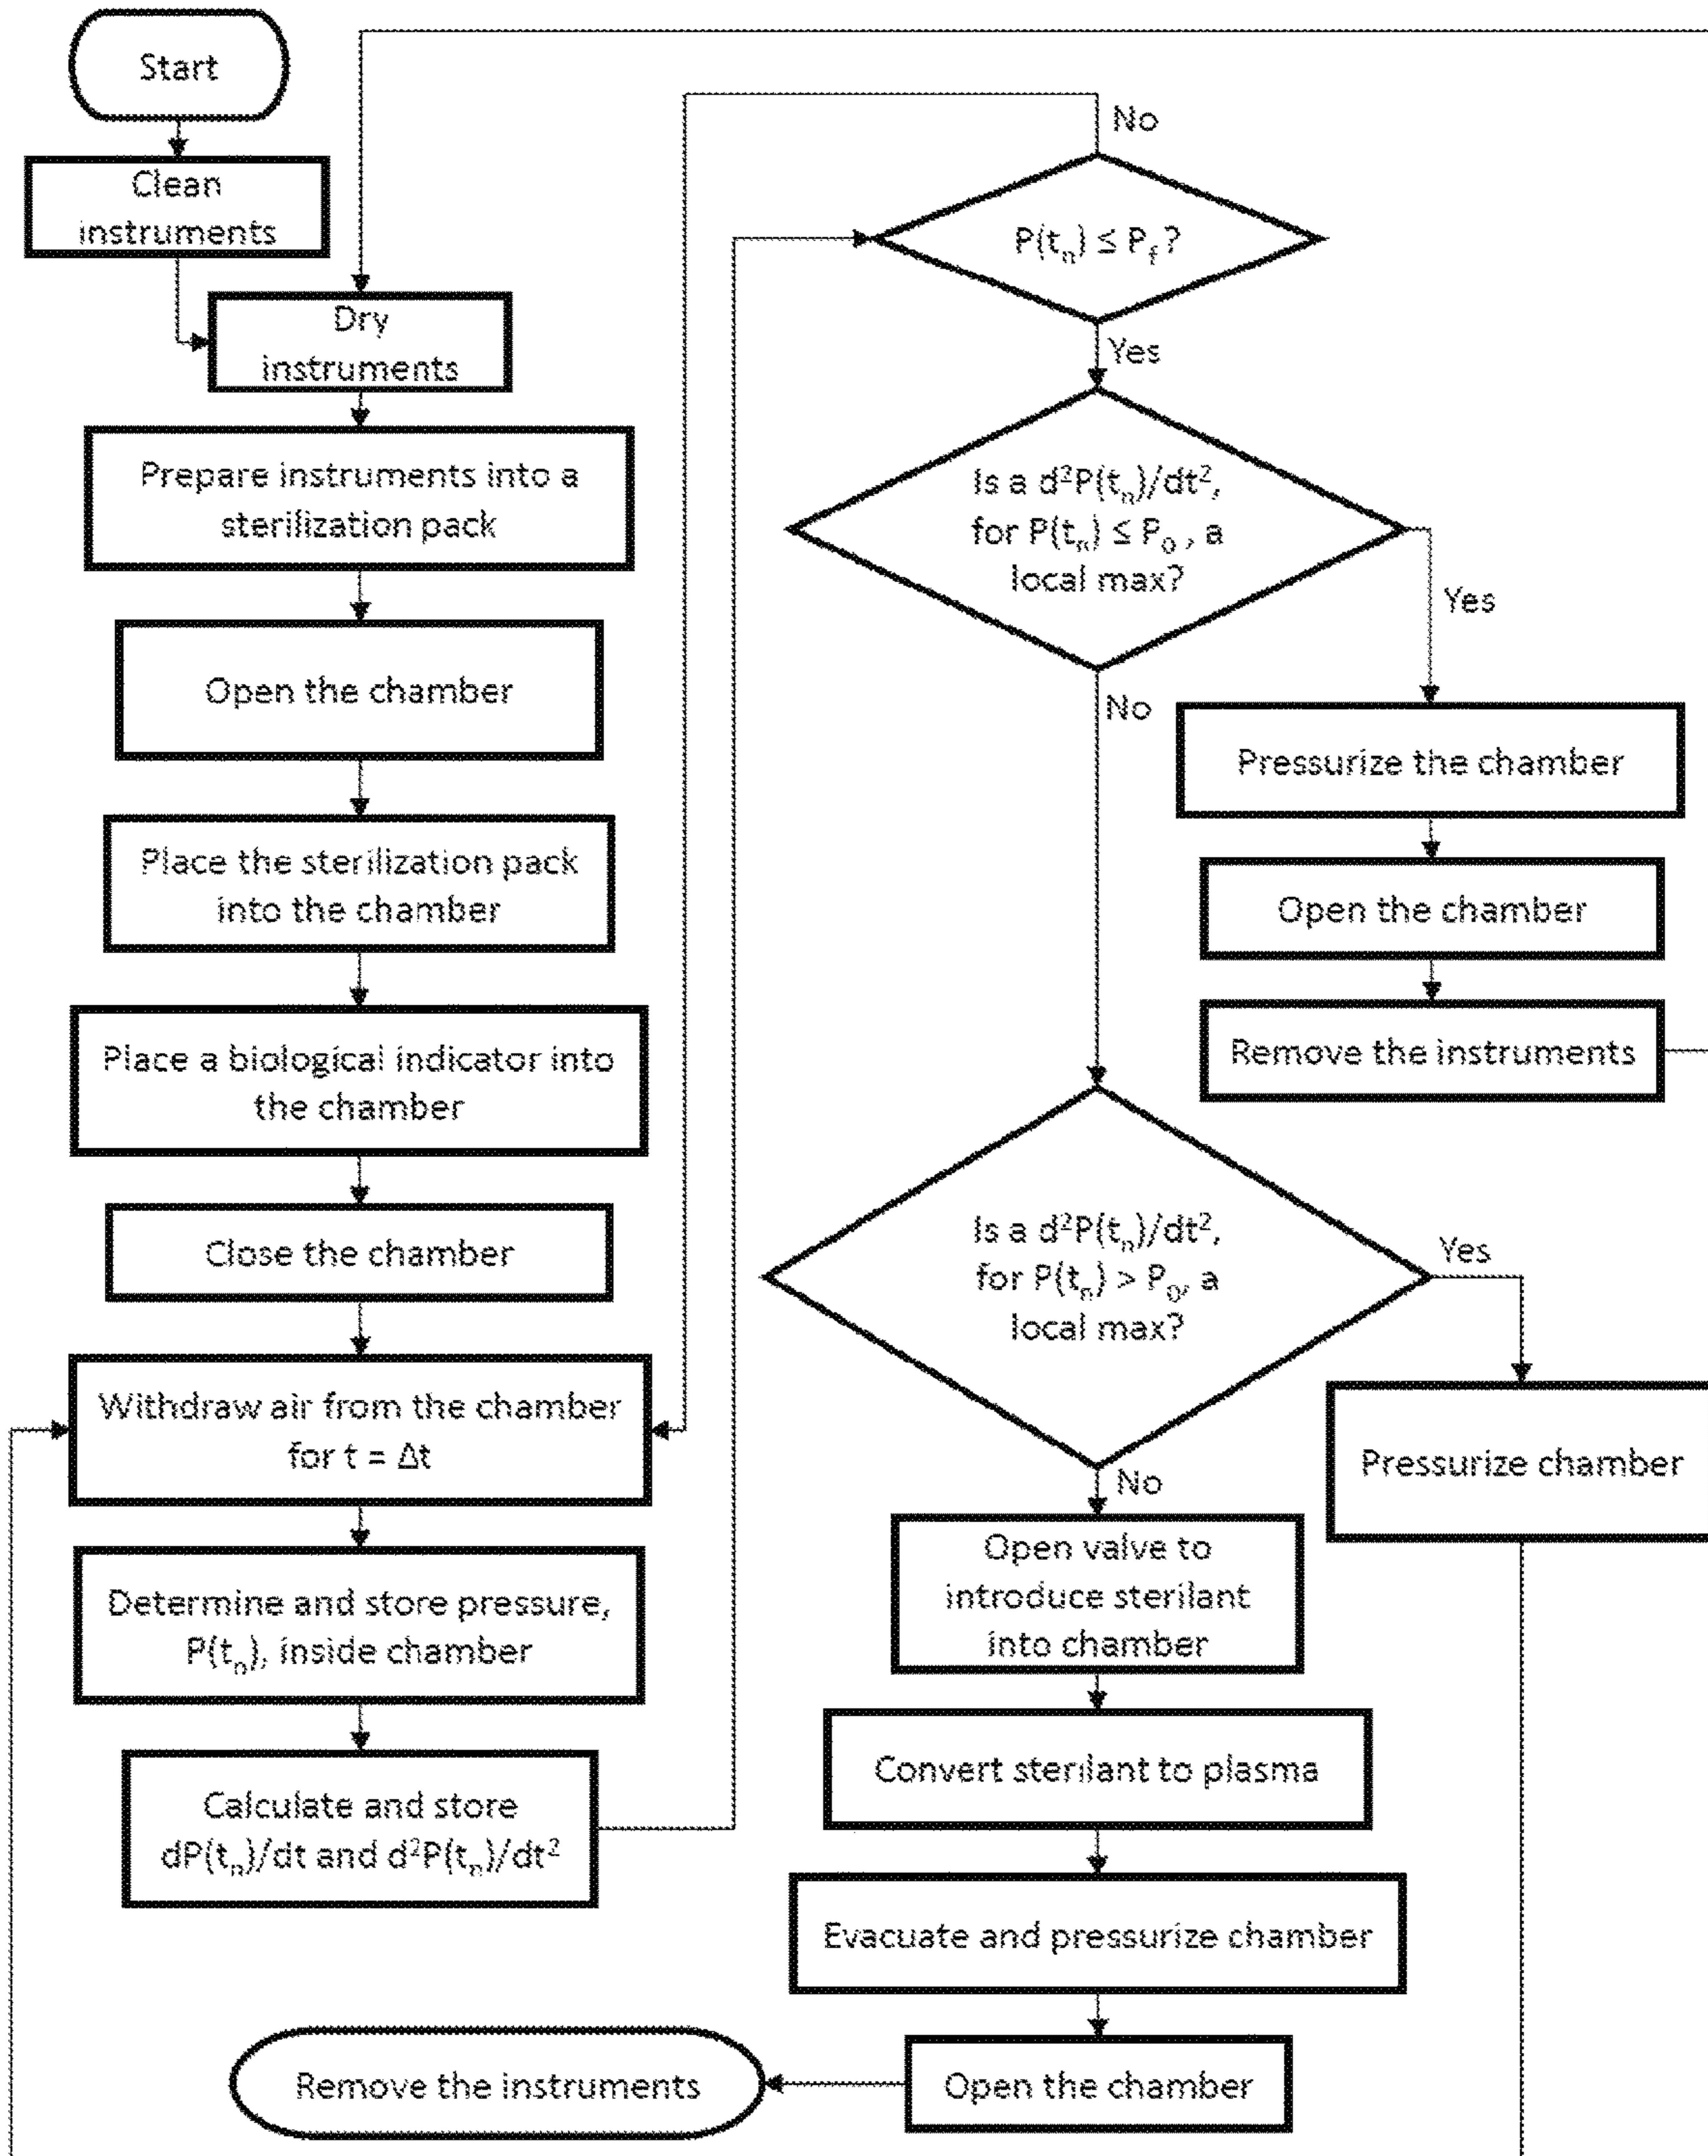 Start
Clean
instruments
Dry
instruments
Prepare instruments into a
sterilization pack
Open the chamber
Place the sterilization pack
into the chamber
Place a biological indicator into
the chamber
Close the chamber
Withdraw air from the chamber
for t = Δt
Determine and store pressure,
P(tₙ), inside chamber
Calculate and store
dP(tₙ)/dt and d²P(tₙ)/dt²
No
P(tₙ) ≤ P_f?
Yes
Is a d²P(tₙ)/dt²,
for P(tₙ) ≤ P₀ , a
local max?
Yes
No
Pressurize the chamber
Open the chamber
Remove the instruments
Is a d²P(tₙ)/dt²,
for P(tₙ) > P₀, a
local max?
Yes
No
Pressurize chamber
Open valve to
introduce sterilant
into chamber
Convert sterilant to plasma
Evacuate and pressurize chamber
Open the chamber
Remove the instruments